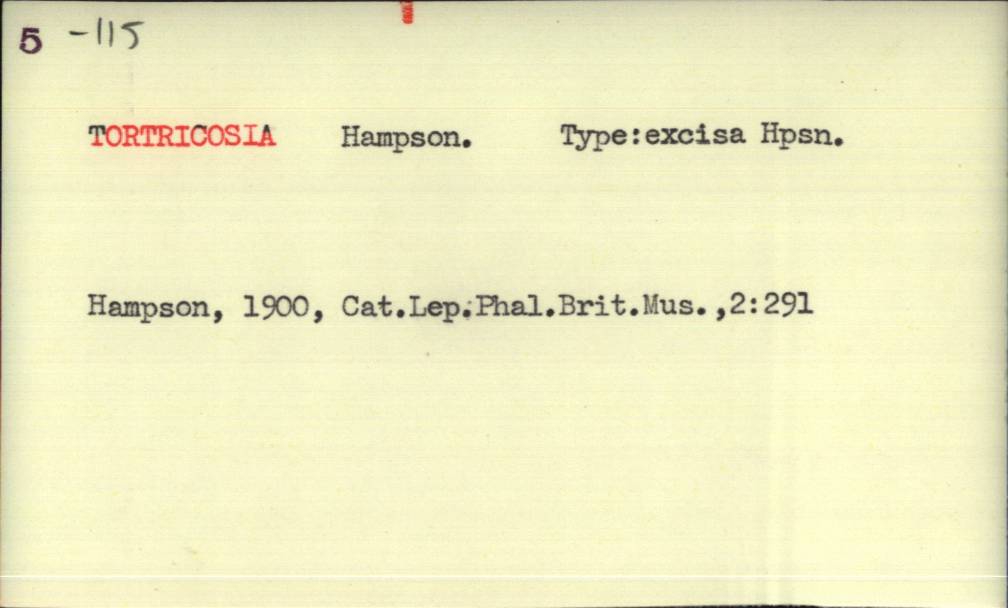 5 -115
TORTRICOSIA Hampson. Type:excisa Hpsn.
Hampson, 1900, Cat.Lep.Phal.Brit.Mus.,2:291